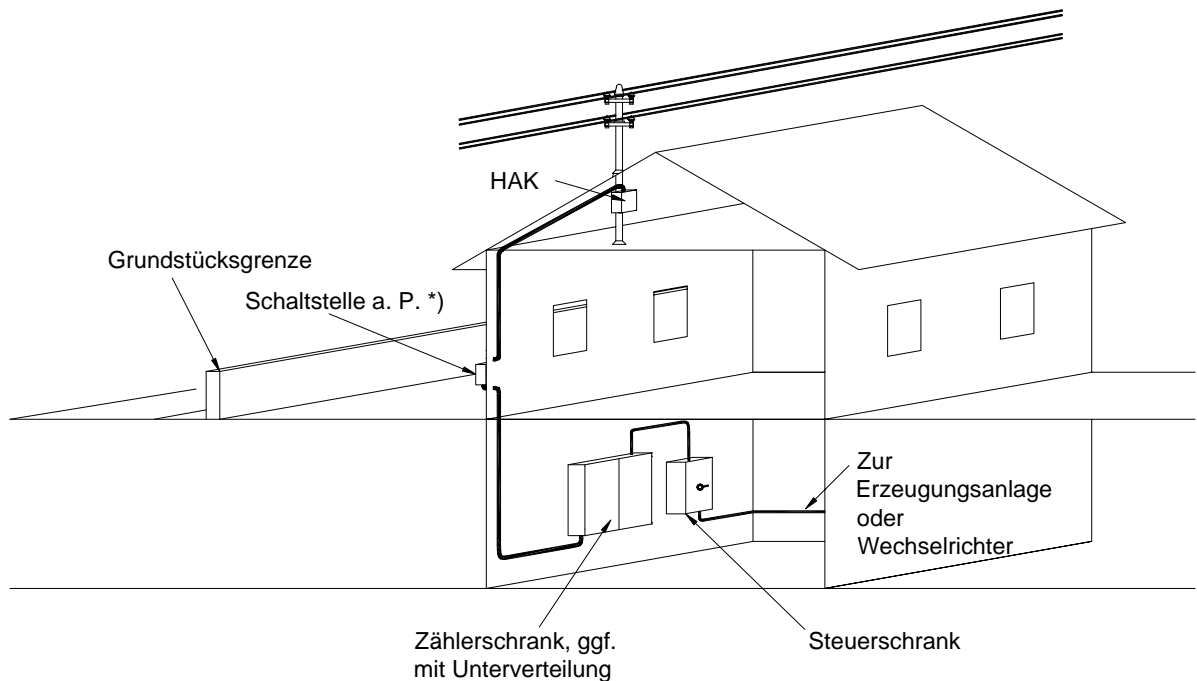 HAK
Grundstücksgrenze
Schaltstelle a. P. *)
Zur
Erzeugungsanlage
oder
Wechselrichter
Zählerschrank, ggf.
mit Unterverteilung
Steuerschrank